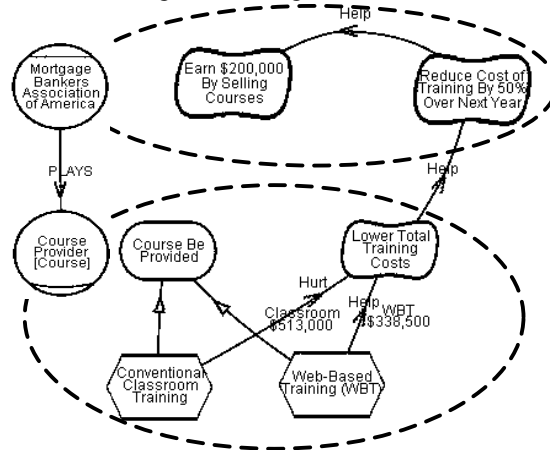 Help
Mortgage
Bankers
Association
of America
Earn $200,000
By Selling
Courses
Reduce Cost of
Training By 50%
Over Next Year
PLAYS
Help
Course
Provider
[Course]
Course Be
Provided
Lower Total
Training
Costs
Hurt
Classroom
$513,000
Help
WBT
$338,500
Conventional
Classroom
Training
Web-Based
Training (WBT)